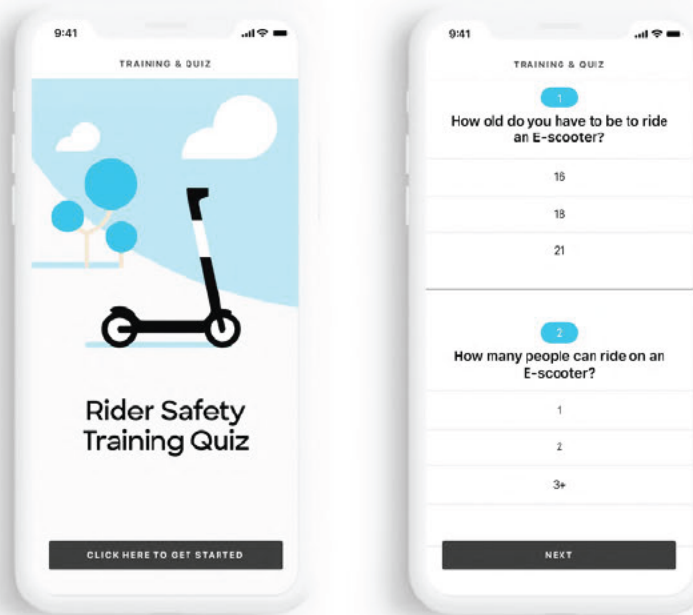 9:41
TRAINING & QUIZ
Rider Safety
Training Quiz
CLICK HERE TO GET STARTED
9:41
TRAINING & QUIZ
1
How old do you have to be to ride
an E-scooter?
16
18
21
2
How many people can ride on an
E-scooter?
1
2
3+
NEXT